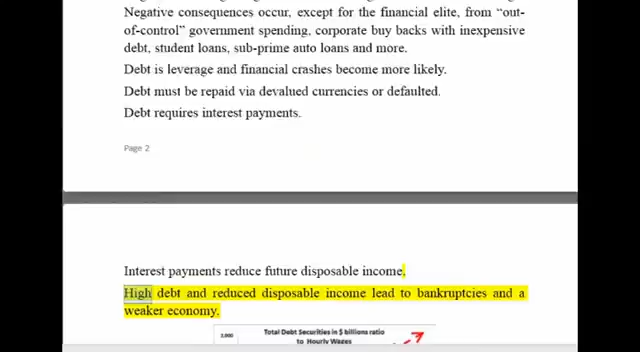 Negative consequences occur, except for the financial elite, from “out-
of-control” government spending, corporate buy backs with inexpensive
debt, student loans, sub-prime auto loans and more.
Debt is leverage and financial crashes become more likely.
Debt must be repaid via devalued currencies or defaulted.
Debt requires interest payments.
Page 2
Interest payments reduce future disposable income.
High debt and reduced disposable income lead to bankruptcies and a
weaker economy.
Total Debt Securities in $ billions ratio
to Hourly Wages